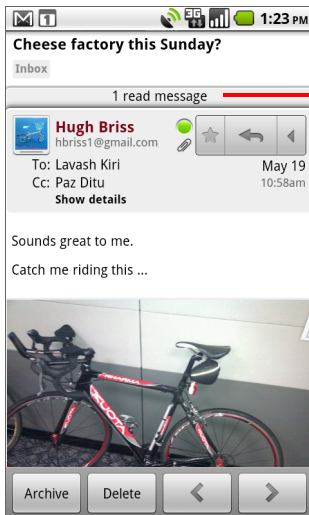 1
3G
1:23 PM
Cheese factory this Sunday?
Inbox
1 read message
Hugh Briss
hbriss1@gmail.com
To: Lavash Kiri
May 19
Cc: Paz Ditu
10:58am
Show details
Sounds great to me.
Catch me riding this ...
Archive
Delete